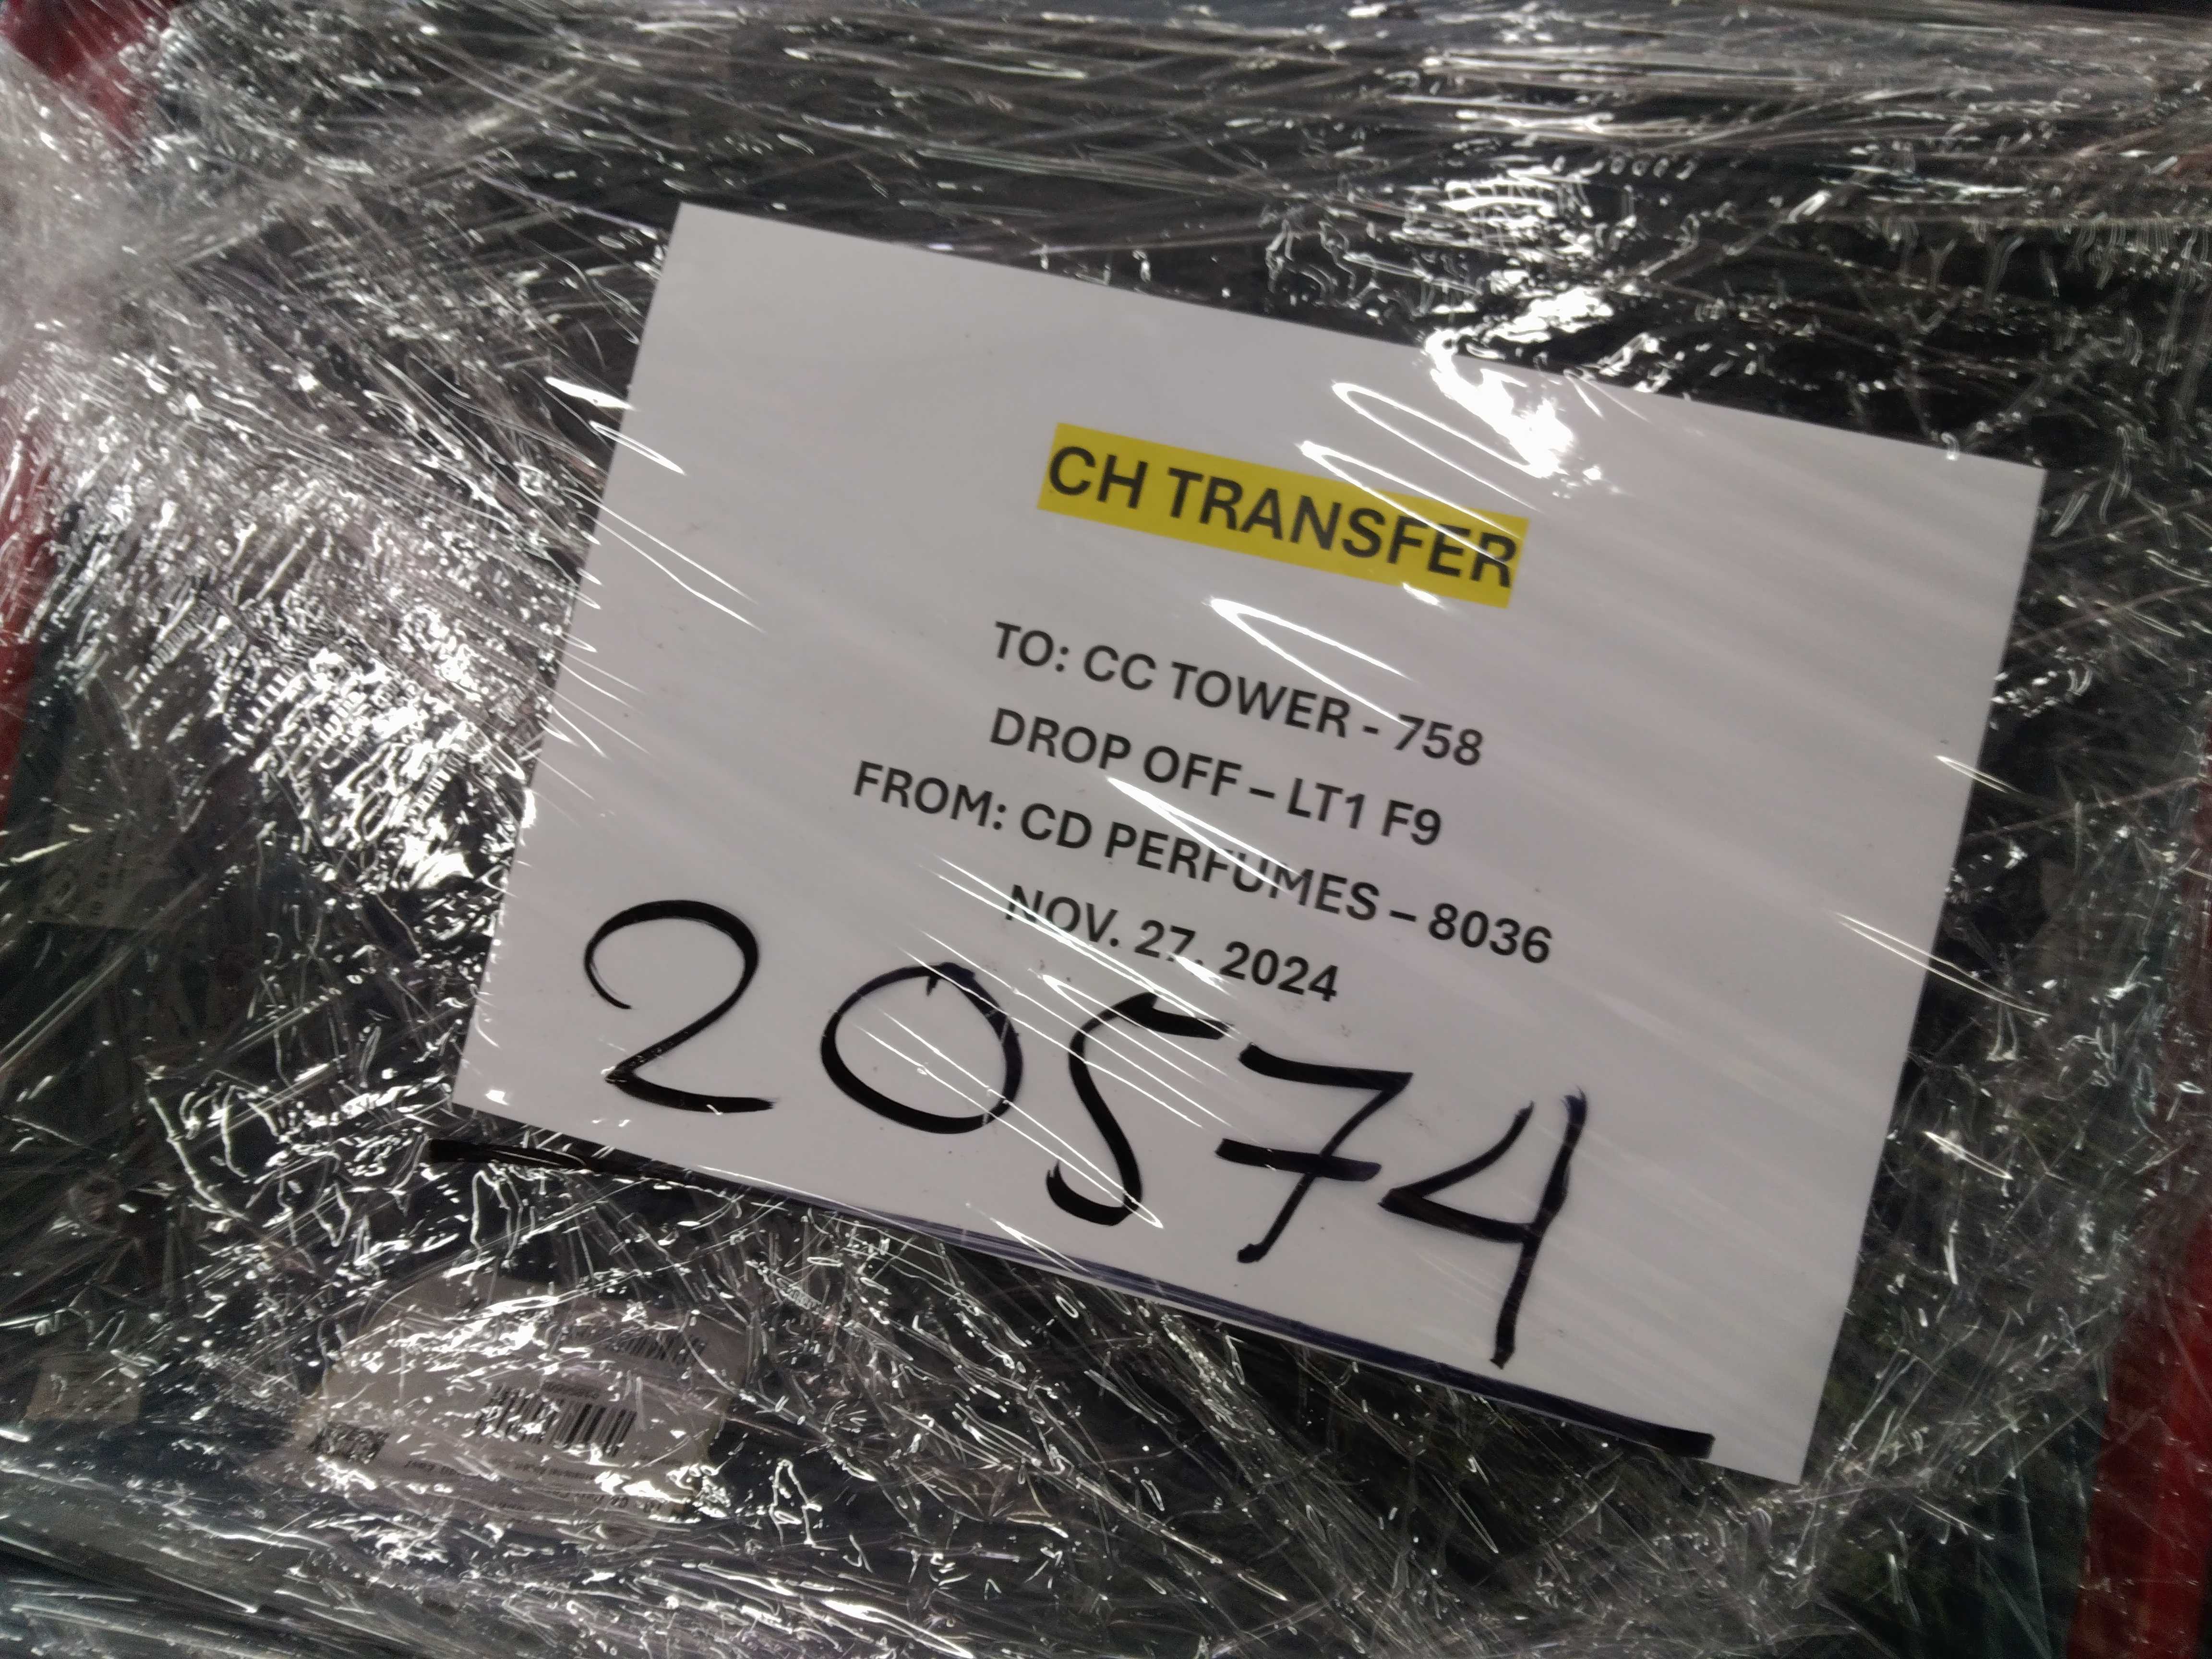 CH TRANSFER
TO: CC TOWER - 758
DROP OFF – LT1 F9
FROM: CD PERFUMES – 8036
NOV. 27, 2024
20574